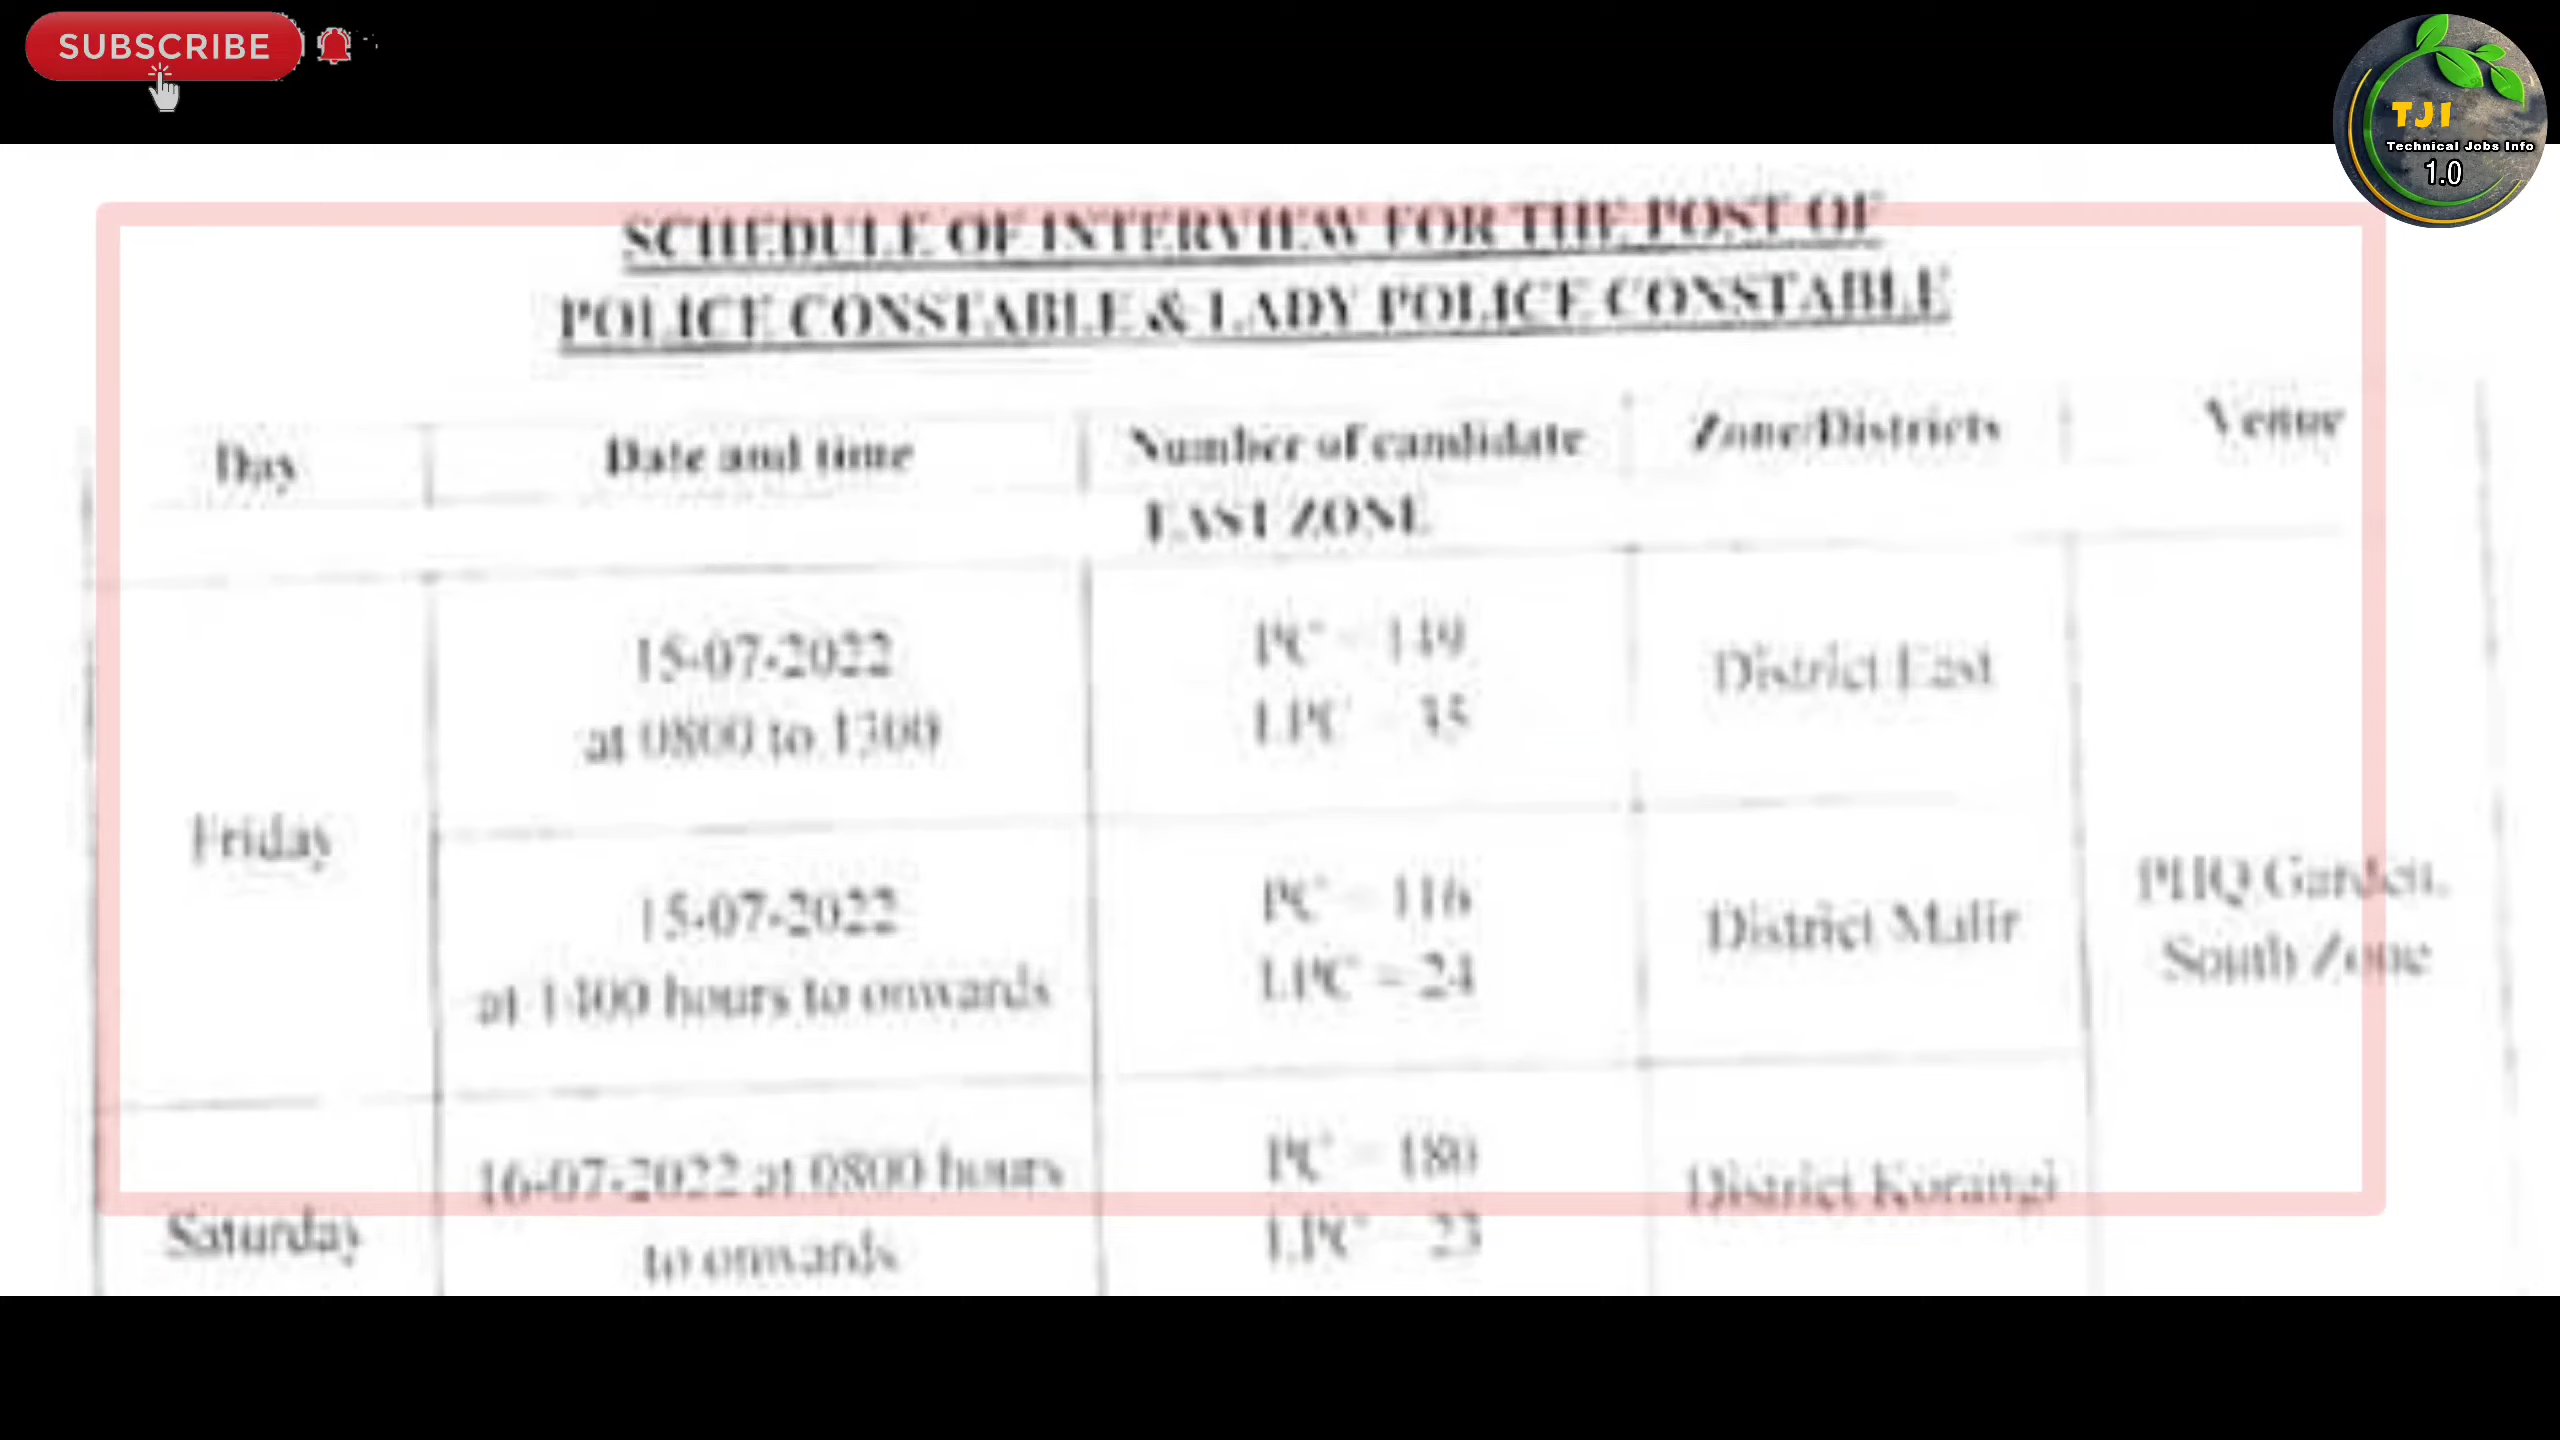 SUBSCRIBE
TJI
Technical Jobs Info
1.0
SCHEDULE OF INTERVIEW FOR THE POST OF
POLICE CONSTABLE & LADY POLICE CONSTABLE
Day Date and time Number of candidate Zone/Districts Venue
EAST ZONE
Friday
15-07-2022
at 0800 to 1300
PC - 149
LPC -
District East
15-07-2022
at 1400 hours to onwards
PC - 116
LPC - 24
District Malir
PHQ Garden,
South Zone
Saturday
16-07-2022 at 0800 hours
to onwards
PC - 180
LPC - 23
District Korangi